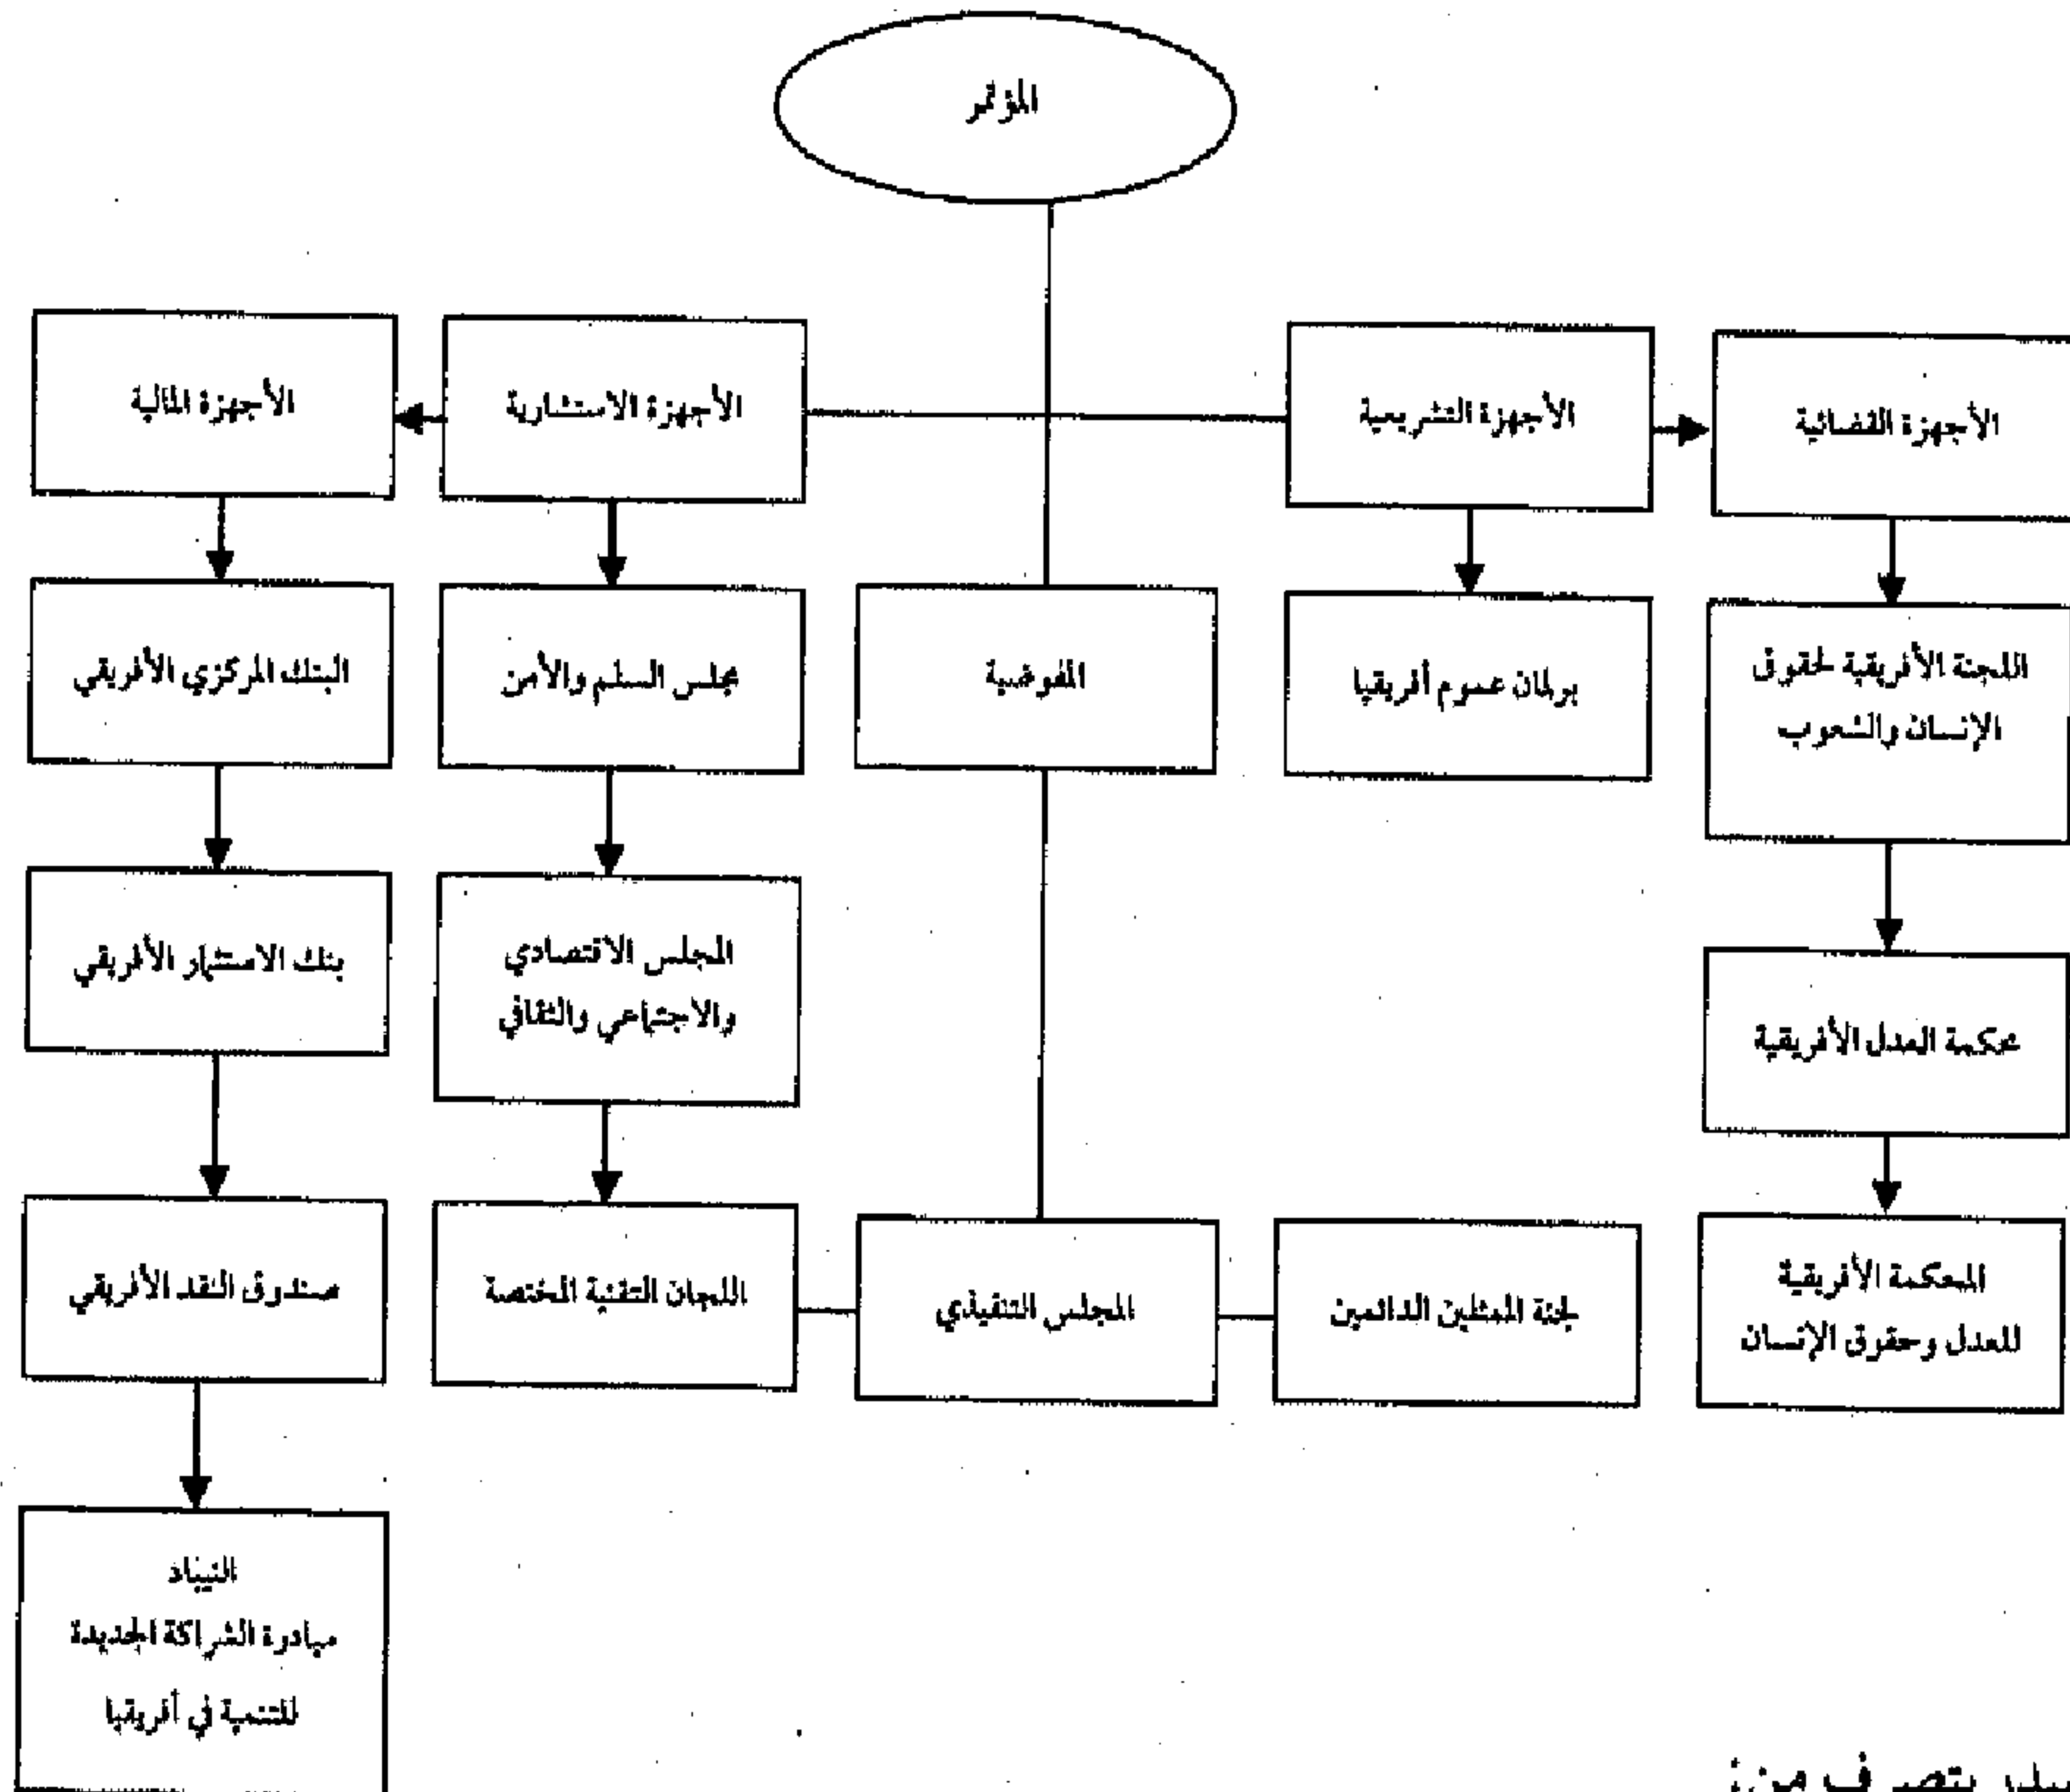 المؤتمر
الأجهزة القضائية
الأجهزة التشريعية
الأجهزة الاستشارية
الأجهزة المالية
اللجنة الأفريقية لحقوق
الإنسان والشعوب
برلمان عموم أفريقيا
المفوضية
مجلس السلم والأمن
البنك المركزي الأفريقي
محكمة العدل الأفريقية
المجلس الاقتصادي
والاجتماعي والثقافي
بنك الاستثمار الأفريقي
المحكمة الأفريقية
للعدل وحقوق الإنسان
لجنة الممثلين الدائمين
المجلس التنفيذي
اللجان التقنية المختصة
صندوق النقد الأفريقي
النيباد
مبادرة الشراكة الجديدة
للتنمية في أفريقيا
بتصرف من: